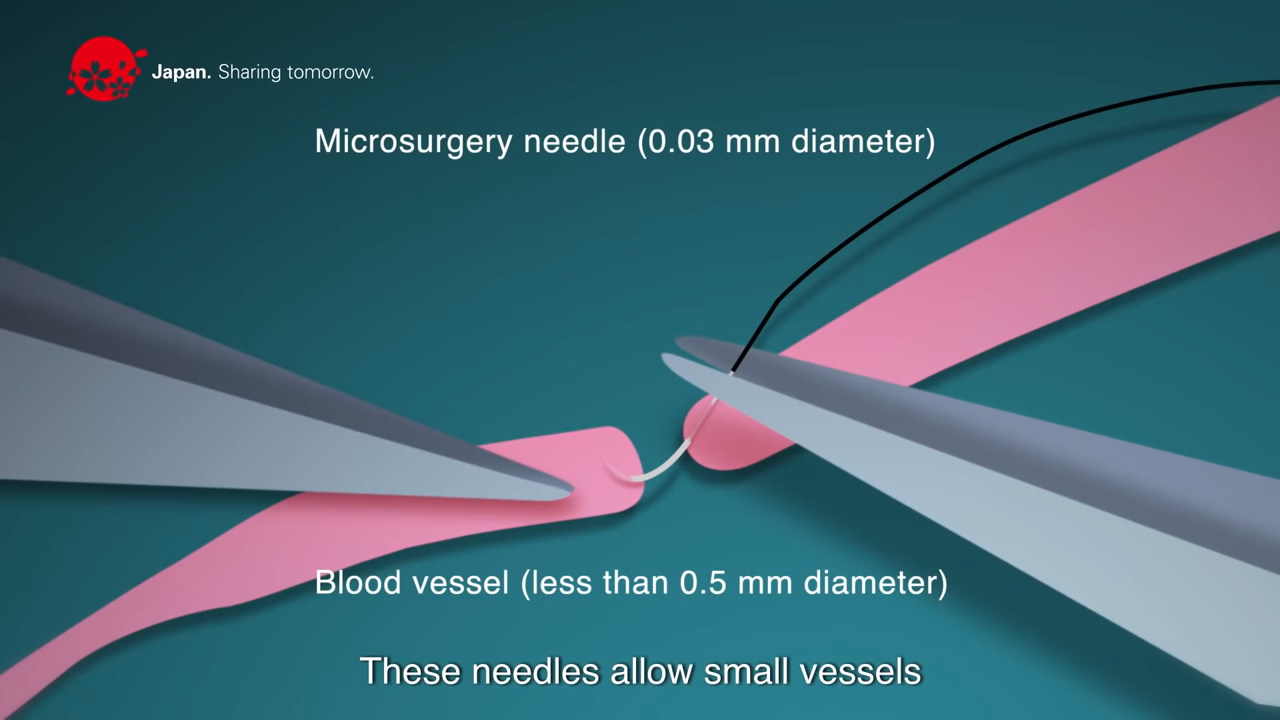 Japan. Sharing tomorrow.
Microsurgery needle (0.03 mm diameter)
Blood vessel (less than 0.5 mm diameter)
These needles allow small vessels